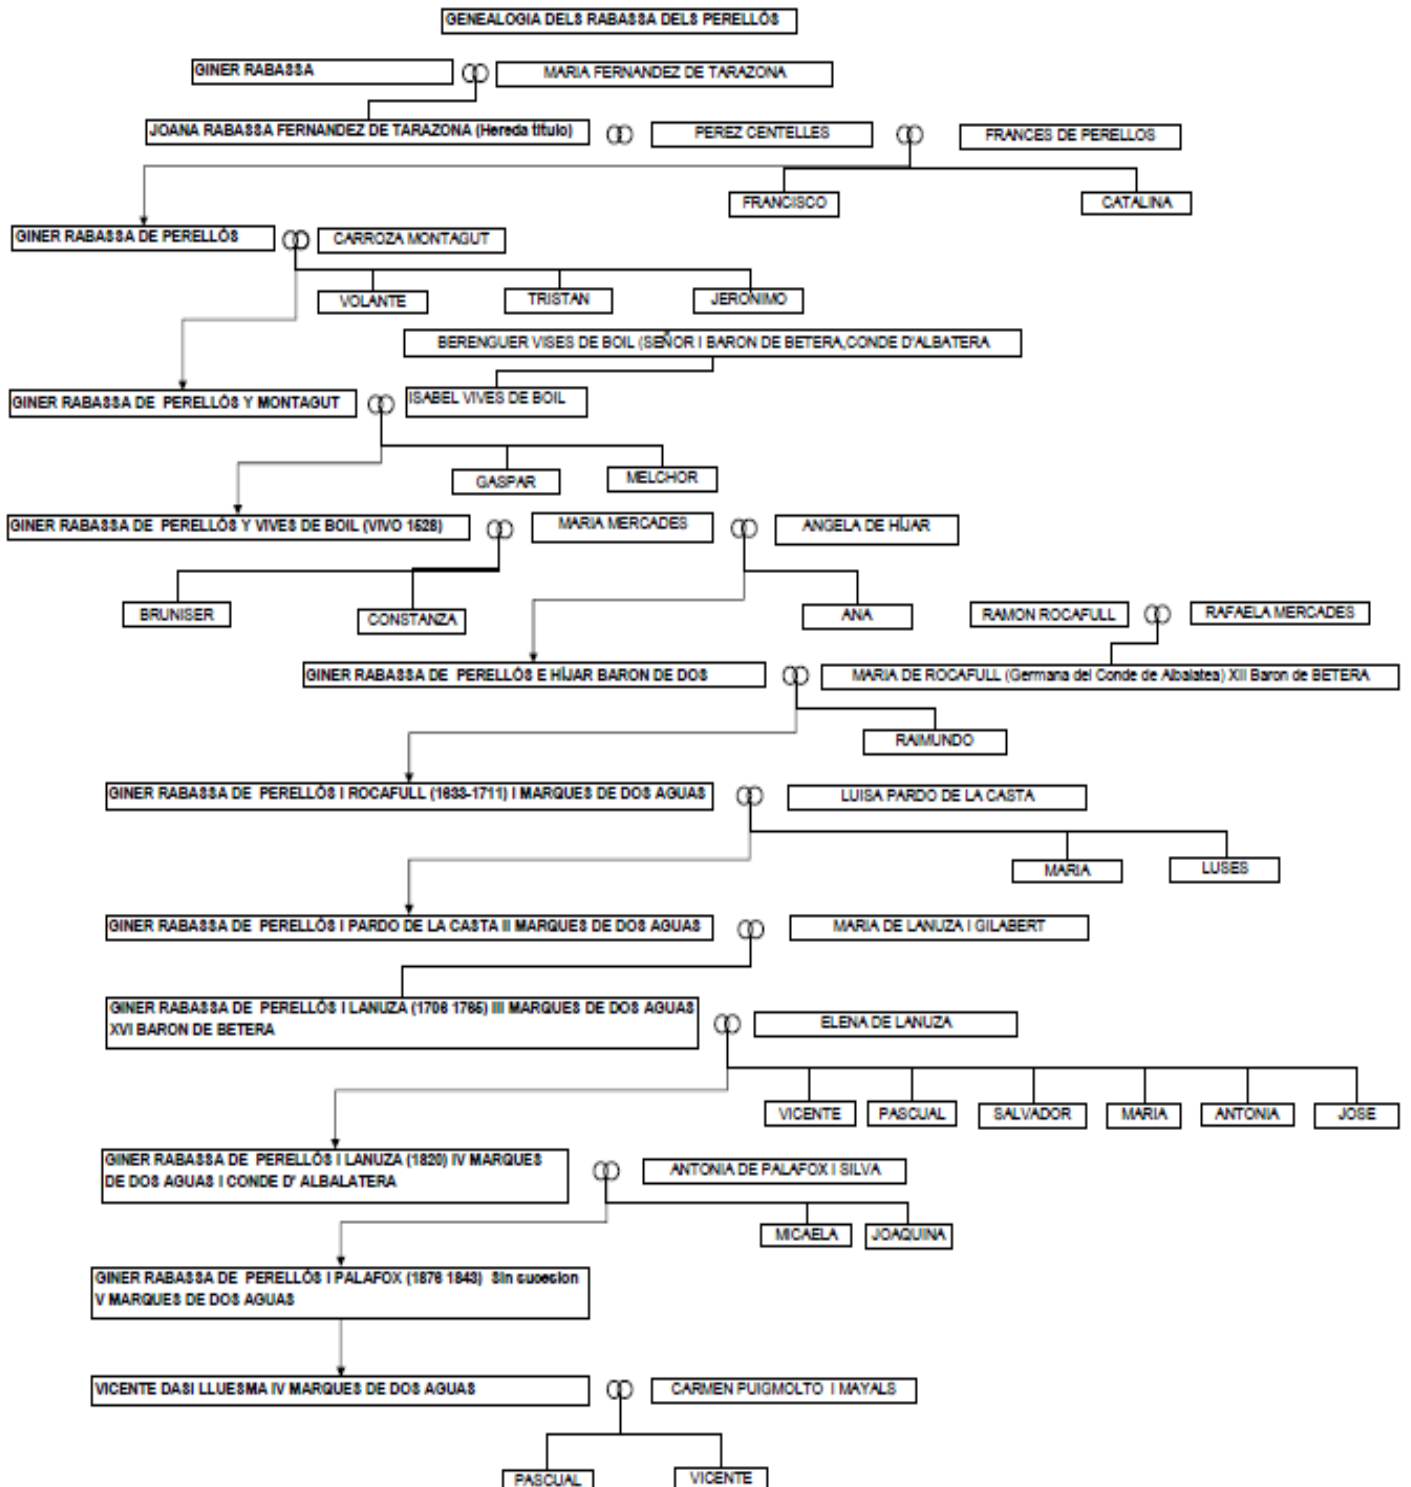 GENEALOGIA DELS RABASSA DELS PERELLÓS
GINER RABASSA
MARIA FERNANDEZ DE TARAZONA
JOANA RABASSA FERNANDEZ DE TARAZONA (Hereda título)
PEREZ CENTELLES
FRANCES DE PERELLOS
FRANCISCO
CATALINA
GINER RABASSA DE PERELLÓS
CARROZA MONTAGUT
VOLANTE
TRISTAN
JERONIMO
BERENGUER VISES DE BOIL (SEÑOR I BARON DE BETERA,CONDE D'ALBATERA
GINER RABASSA DE PERELLÓS Y MONTAGUT
ISABEL VIVES DE BOIL
GASPAR
MELCHOR
GINER RABASSA DE PERELLÓS Y VIVES DE BOIL (VIVO 1528)
MARIA MERCADES
ANGELA DE HÍJAR
BRUNISER
CONSTANZA
ANA
RAMON ROCAFULL
RAFAELA MERCADES
GINER RABASSA DE PERELLÓS E HÍJAR BARON DE DOS
MARIA DE ROCAFULL (Germana del Conde de Albalatea) XII Baron de BETERA
RAIMUNDO
GINER RABASSA DE PERELLÓS I ROCAFULL (1633-1711) I MARQUES DE DOS AGUAS
LUISA PARDO DE LA CASTA
MARIA
LUSES
GINER RABASSA DE PERELLÓS I PARDO DE LA CASTA II MARQUES DE DOS AGUAS
MARIA DE LANUZA I GILABERT
GINER RABASSA DE PERELLÓS I LANUZA (1706 1765) III MARQUES DE DOS AGUAS
XVI BARON DE BETERA
ELENA DE LANUZA
VICENTE
PASCUAL
SALVADOR
MARIA
ANTONIA
JOSE
GINER RABASSA DE PERELLÓS I LANUZA (1820) IV MARQUES
DE DOS AGUAS I CONDE D' ALBALATERA
ANTONIA DE PALAFOX I SILVA
MICAELA
JOAQUINA
GINER RABASSA DE PERELLÓS I PALAFOX (1876 1843) Sin sucesion
V MARQUES DE DOS AGUAS
VICENTE DASI LLUESMA IV MARQUES DE DOS AGUAS
CARMEN PUIGMOLTO I MAYALS
PASCUAL
VICENTE